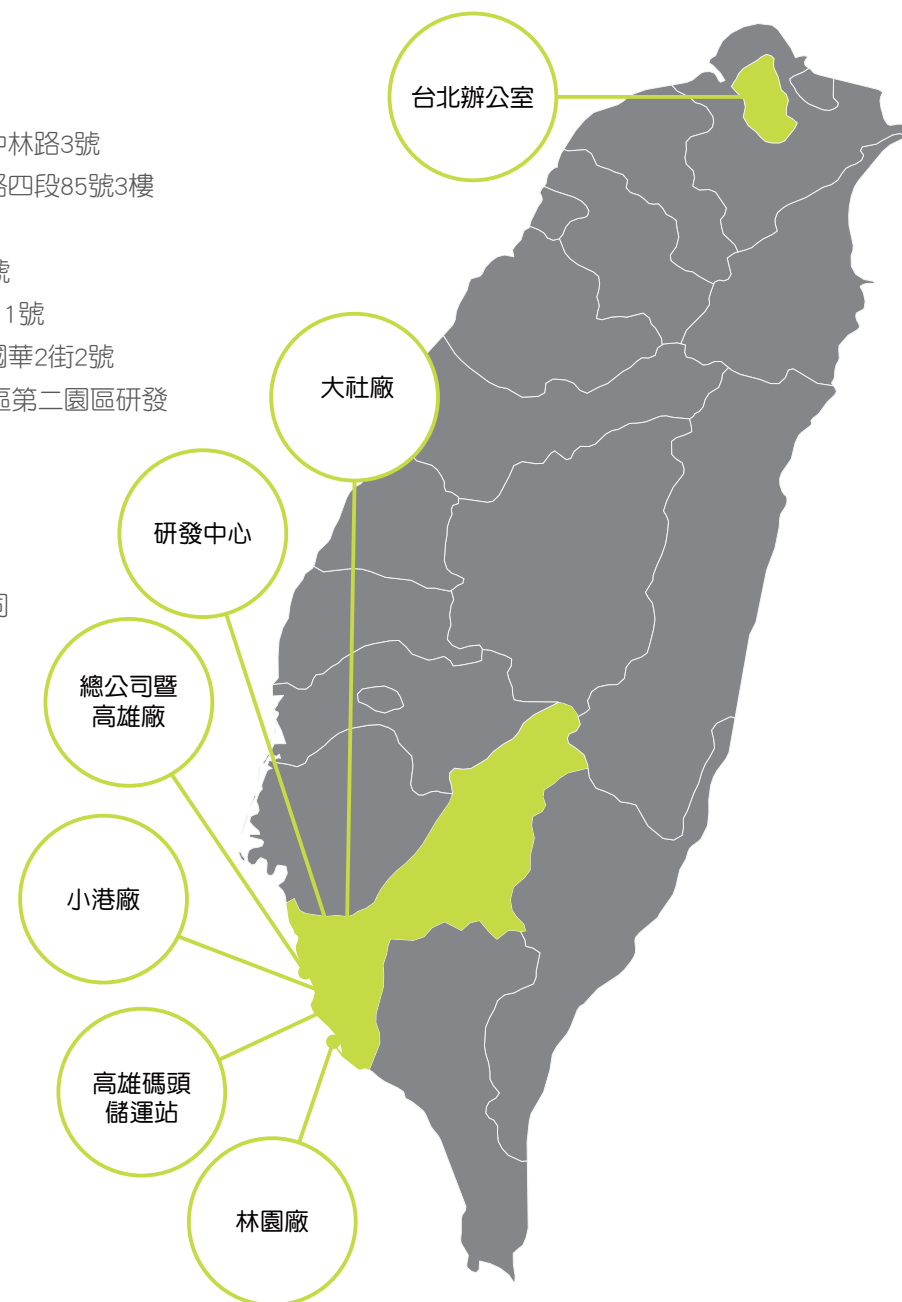 中林路3號
路四段85號3樓
號
11號
國華2街2號
區第二園區研發
司
台北辦公室
大社廠
研發中心
總公司暨
高雄廠
小港廠
高雄碼頭
儲運站
林園廠